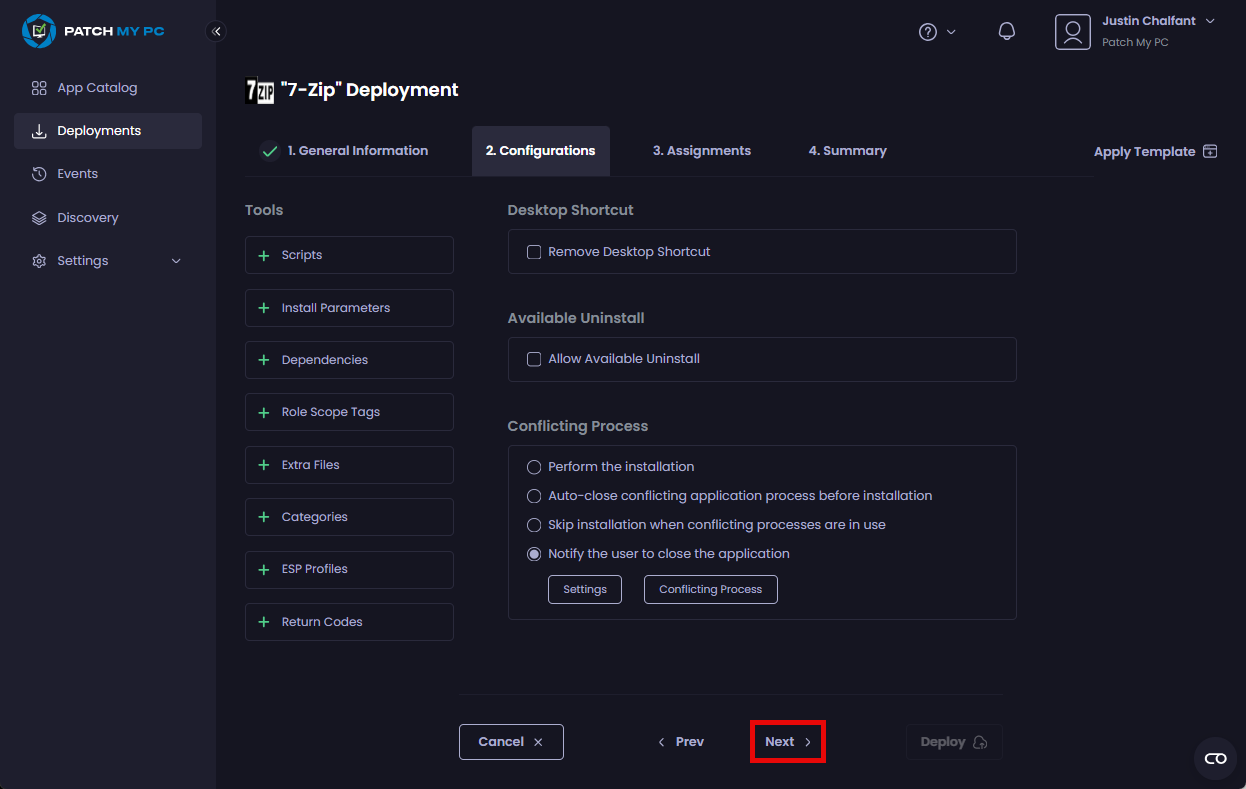 PATCH MY PC
App Catalog
Deployments
Events
Discovery
Settings
Justin Chalfant
Patch My PC
7ZIP "7-Zip" Deployment
1. General Information
2. Configurations
3. Assignments
4. Summary
Apply Template
Tools
Scripts
Install Parameters
Dependencies
Role Scope Tags
Extra Files
Categories
ESP Profiles
Return Codes
Desktop Shortcut
Remove Desktop Shortcut
Available Uninstall
Allow Available Uninstall
Conflicting Process
Perform the installation
Auto-close conflicting application process before installation
Skip installation when conflicting processes are in use
Notify the user to close the application
Settings
Conflicting Process
Cancel
Prev
Next
Deploy